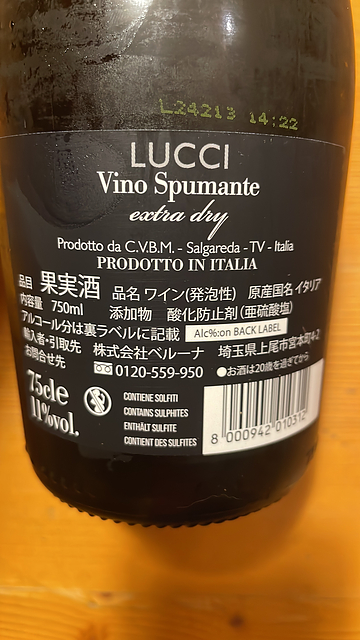 L24213 14:22
LUCCI
Vino Spumante
extra dry
Prodotto da C.V.B.M. - Salgareda - TV - Italia
PRODOTTO IN ITALIA
品目 果実酒 品名 ワイン(発泡性) 原産国名 イタリア
内容量 750ml 添加物 酸化防止剤(亜硫酸塩)
アルコール分は裏ラベルに記載 Alc%:on BACK LABEL
輸入者・引取先 株式会社ベルーナ 埼玉県上尾市宮本町4-2
お問合せ先 0120-559-950 ●お酒は20歳を過ぎてから
75cle
11%vol.
CONTIENE SOLFITI
CONTAINS SULPHITES
ENTHÄLT SULFITE
CONTIENT DES SULFITES
8 000942 010312